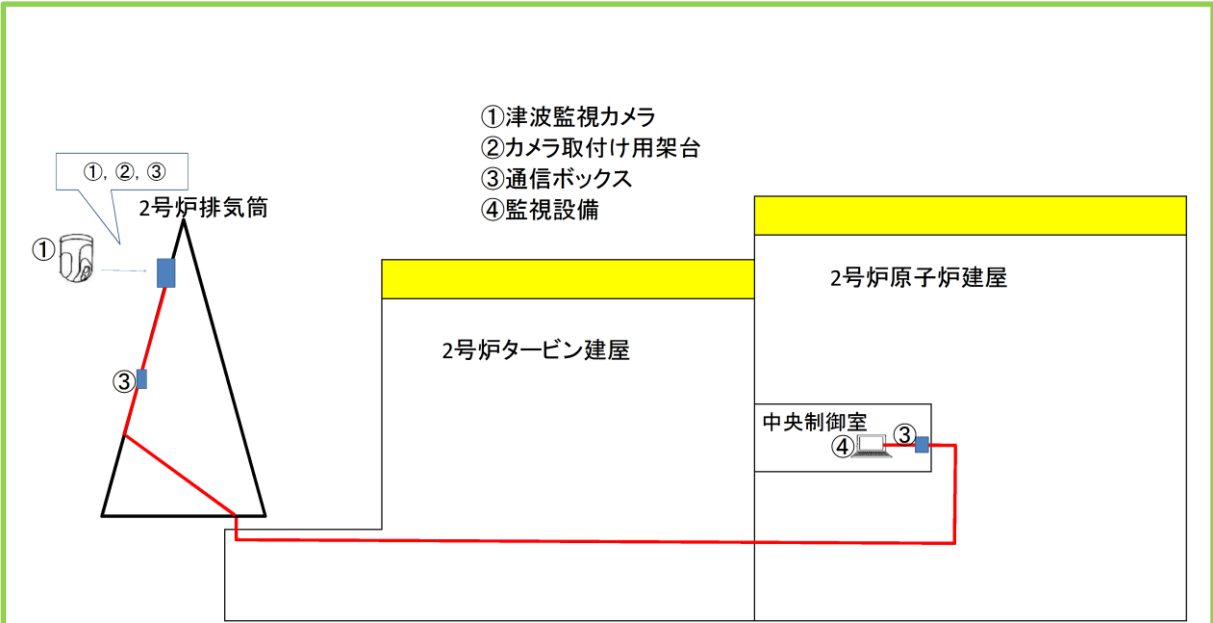 ①津波監視カメラ
②カメラ取付け用架台
③通信ボックス
④監視設備
①, ②, ③
2号炉排気筒
①
2号炉原子炉建屋
2号炉タービン建屋
③
中央制御室
④
③